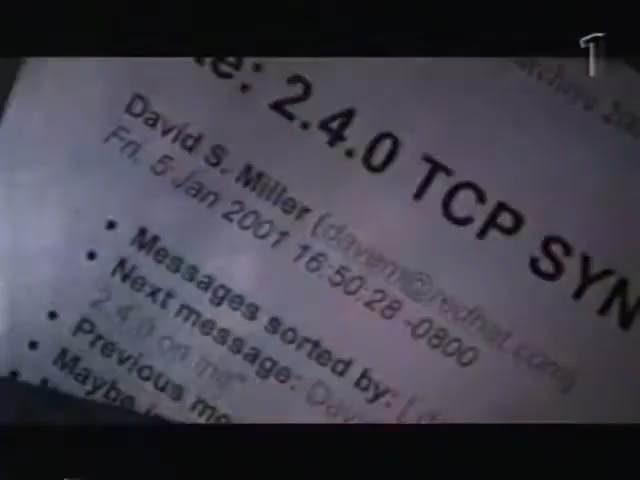 1
Re: 2.4.0 TCP SYN
David S. Miller (davem@redhat.com)
Fri, 5 Jan 2001 16:50:28 -0800
• Messages sorted by: [
• Next message:
2.4.0 on
• Previous
• Maybe